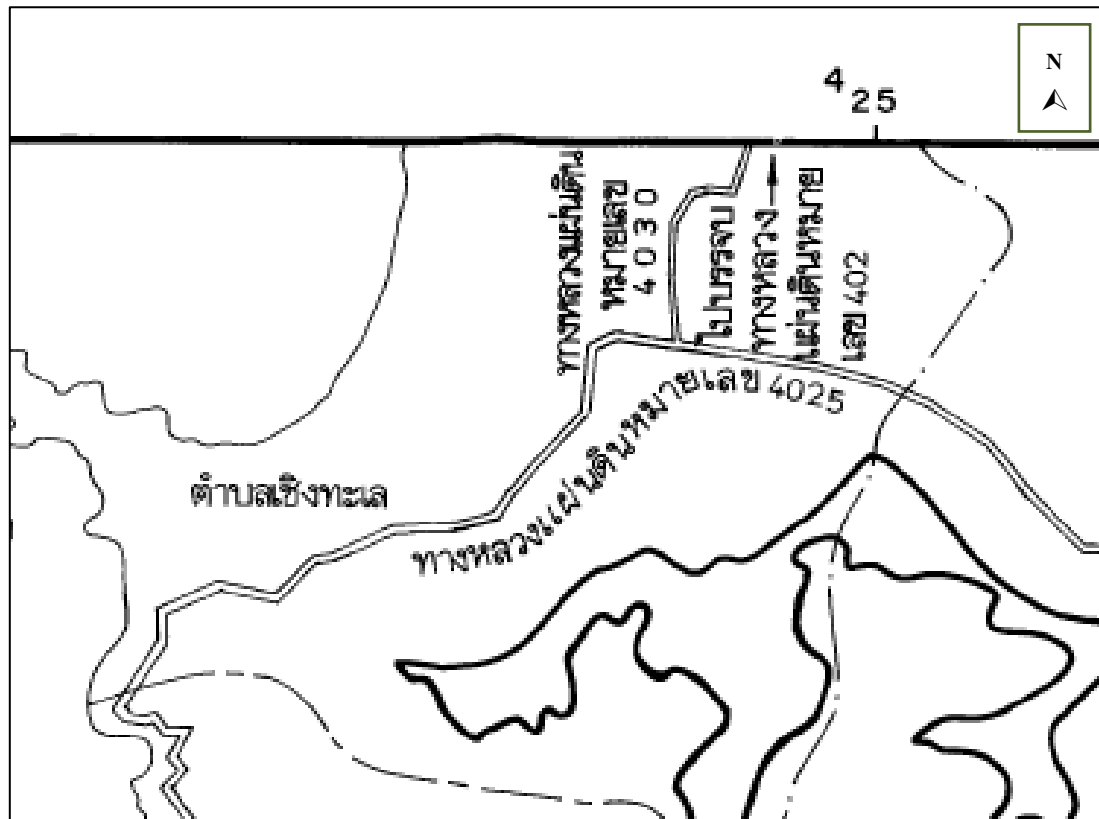 N
4 25
ทางหลวงแผ่นดิน
หมายเลข
4030
ไปบรรจบ
ทางหลวง
แผ่นดินหมาย
เลข 402
ทางหลวงแผ่นดินหมายเลข 4025
ตำบลเชิงทะเล